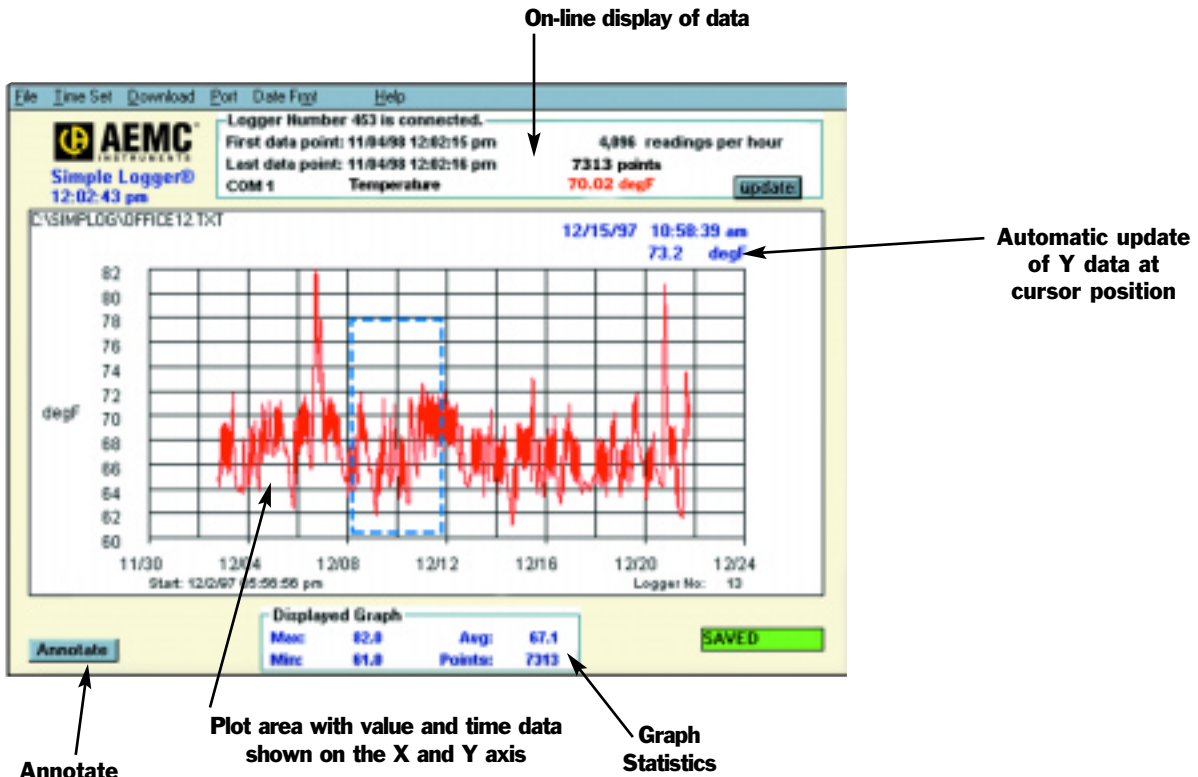 On-line display of data
File Time Set Download Port Date Frmt Help
AEMC
INSTRUMENTS
Simple Logger®
12:02:43 pm
Logger Number 453 is connected.
First data point: 11/04/98 12:02:15 pm 4,096 readings per hour
Last data point: 11/04/98 12:02:16 pm 7313 points
COM 1 Temperature 70.02 degF update
C:\SIMPLOG\OFFICE12.TXT
12/15/97 10:58:39 am
73.2 degF
Automatic update
of Y data at
cursor position
82
80
78
76
74
72
70
68
66
64
62
60
degF
11/30 12/04 12/08 12/12 12/16 12/20 12/24
Start: 12/2/97 05:56:56 pm Logger No: 13
Displayed Graph
Max: 82.0 Avg: 67.1
Min: 61.0 Points: 7313
Annotate
SAVED
Plot area with value and time data
shown on the X and Y axis
Graph
Statistics
Annotate